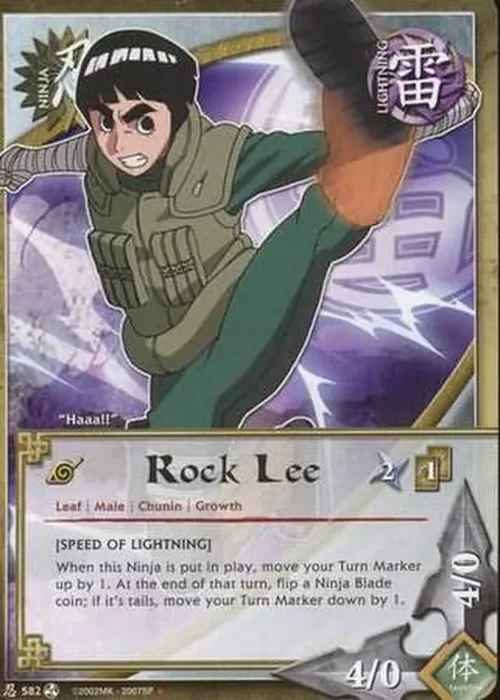 NINJA
忍
LIGHTNING
雷
"Haaa!!"
Rock Lee
2
1
Leaf | Male | Chunin | Growth
[SPEED OF LIGHTNING]
When this Ninja is put in play, move your Turn Marker
up by 1. At the end of that turn, flip a Ninja Blade
coin; if it's tails, move your Turn Marker down by 1.
4/0
4/0
体
TAIJUTSU
忍 582
©2002MK · 2007SP